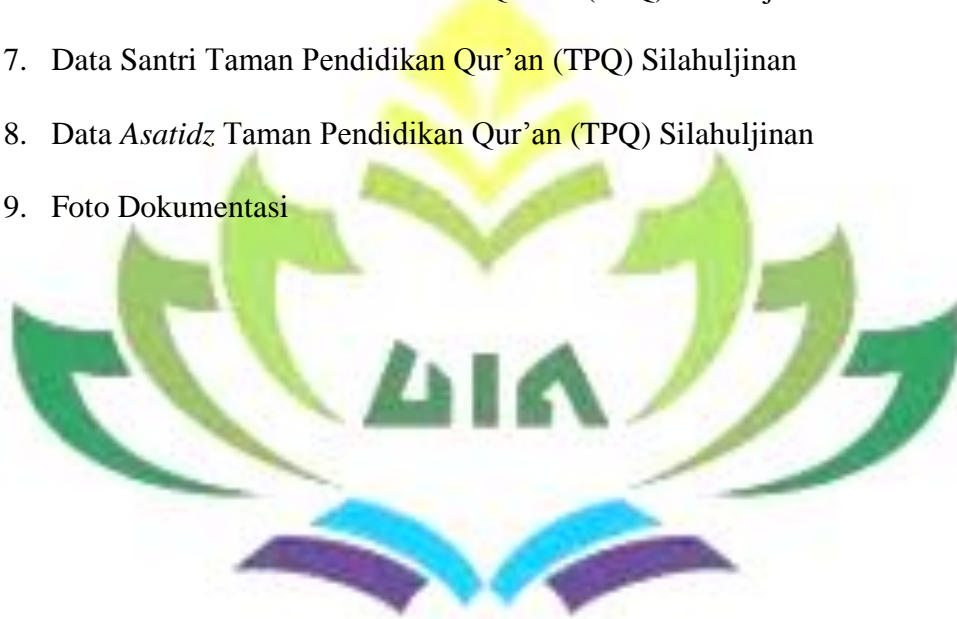 7. Data Santri Taman Pendidikan Qur’an (TPQ) Silahuljinan
8. Data Asatidz Taman Pendidikan Qur’an (TPQ) Silahuljinan
9. Foto Dokumentasi
UIN